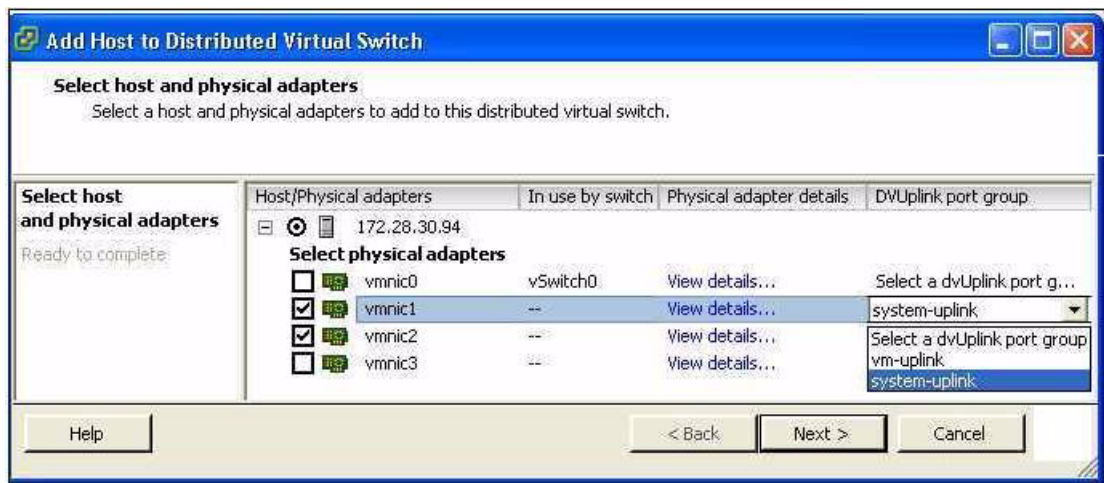 Add Host to Distributed Virtual Switch
Select host and physical adapters
Select a host and physical adapters to add to this distributed virtual switch.
Select host
and physical adapters
Ready to complete
Host/Physical adapters In use by switch Physical adapter details DVUplink port group
172.28.30.94
Select physical adapters
vmnic0 vSwitch0 View details... Select a dvUplink port g...
vmnic1 -- View details... system-uplink
vmnic2 -- View details...
vmnic3 -- View details...
Select a dvUplink port group
vm-uplink
system-uplink
Help < Back Next > Cancel